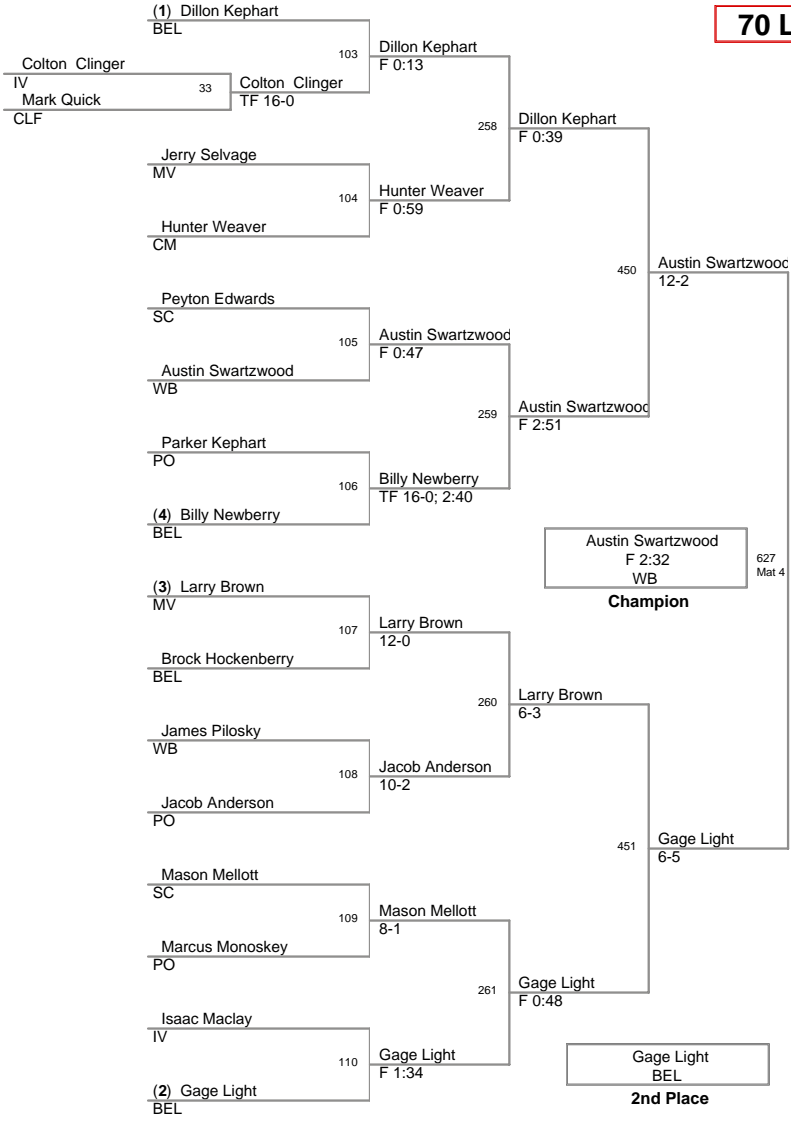 70 L
(1) Dillon Kephart
BEL
103
Dillon Kephart
F 0:13
Colton Clinger
IV
33
Colton Clinger
TF 16-0
Mark Quick
CLF
258
Dillon Kephart
F 0:39
Jerry Selvage
MV
104
Hunter Weaver
F 0:59
Hunter Weaver
CM
450
Austin Swartzwood
12-2
Peyton Edwards
SC
105
Austin Swartzwood
F 0:47
Austin Swartzwood
WB
259
Austin Swartzwood
F 2:51
Parker Kephart
PO
106
Billy Newberry
TF 16-0; 2:40
(4) Billy Newberry
BEL
Austin Swartzwood
F 2:32
WB
627
Mat 4
Champion
(3) Larry Brown
MV
107
Larry Brown
12-0
Brock Hockenberry
BEL
260
Larry Brown
6-3
James Pilosky
WB
108
Jacob Anderson
10-2
Jacob Anderson
PO
451
Gage Light
6-5
Mason Mellott
SC
109
Mason Mellott
8-1
Marcus Monoskey
PO
261
Gage Light
F 0:48
Isaac Maclay
IV
110
Gage Light
F 1:34
(2) Gage Light
BEL
Gage Light
BEL
2nd Place